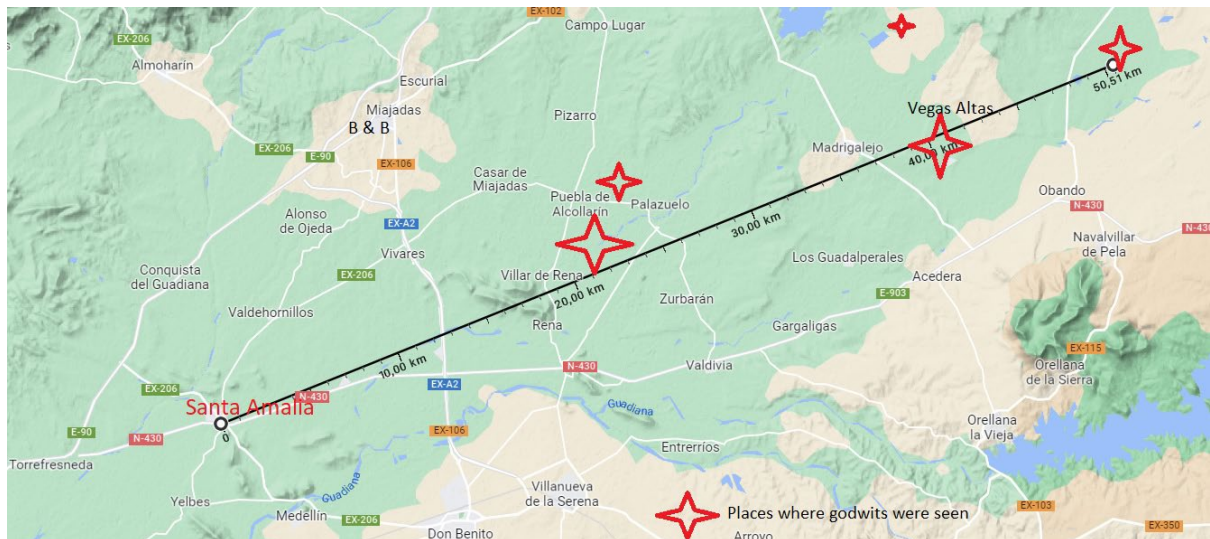 EX-102
Campo Lugar
EX-206
Almoharín
Escurial
50,51 km
Miajadas
Vegas Altas
Pizarro
B & B
EX-206
E-90
EX-106
Madrigalejo
40,00 km
Casar de
Miajadas
Puebla de
Alcollarín
Palazuelo
Obando
N-430
N-430
Alonso
de Ojeda
EX-A2
30,00 km
Navalvillar
de Pela
Vivares
Los Guadalperales
Conquista
del Guadiana
EX-206
Villar de Rena
Acedera
20,00 km
Zurbarán
E-903
Valdehornillos
Rena
Gargaligas
EX-115
10,00 km
N-430
Valdivia
Orellana
de la Sierra
EX-206
EX-A2
N-430
Santa Amalia
Guadiana
0
Orellana
la Vieja
E-90
N-430
EX-106
Entrerríos
Torrefresneda
Guadiana
Villanueva
de la Serena
Yelbes
Medellín
EX-206
Places where godwits were seen
EX-103
EX-350
Don Benito
Arroyo